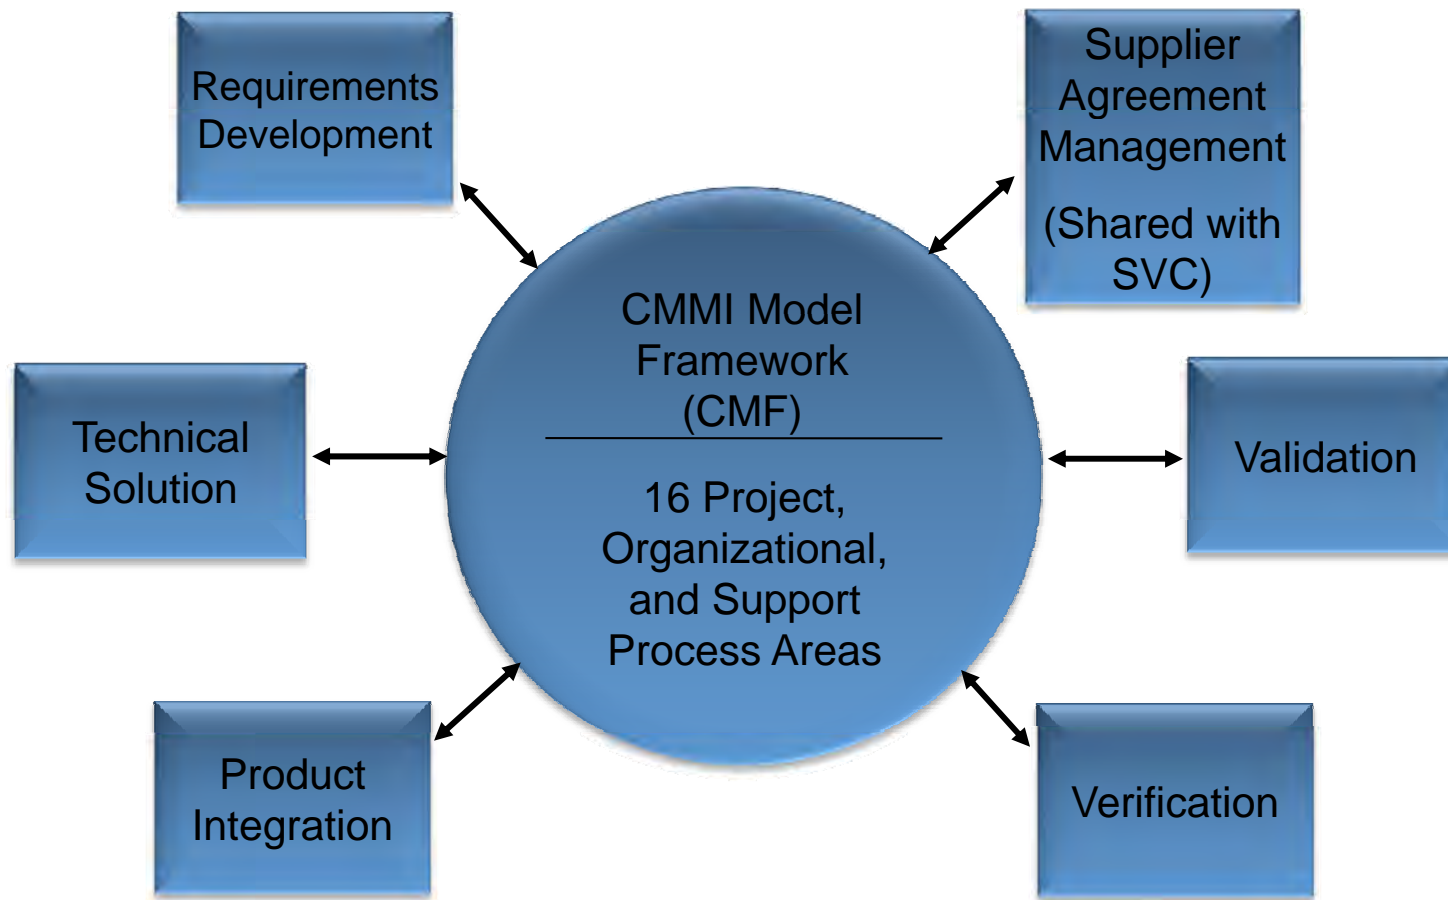 Requirements
Development
Supplier
Agreement
Management
(Shared with
SVC)
CMMI Model
Framework
(CMF)
16 Project,
Organizational,
and Support
Process Areas
Technical
Solution
Validation
Product
Integration
Verification